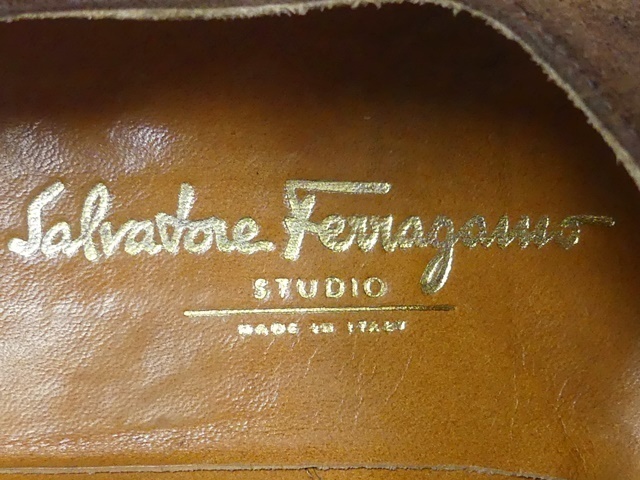 Salvatore Ferragamo
STUDIO
MADE IN ITALY